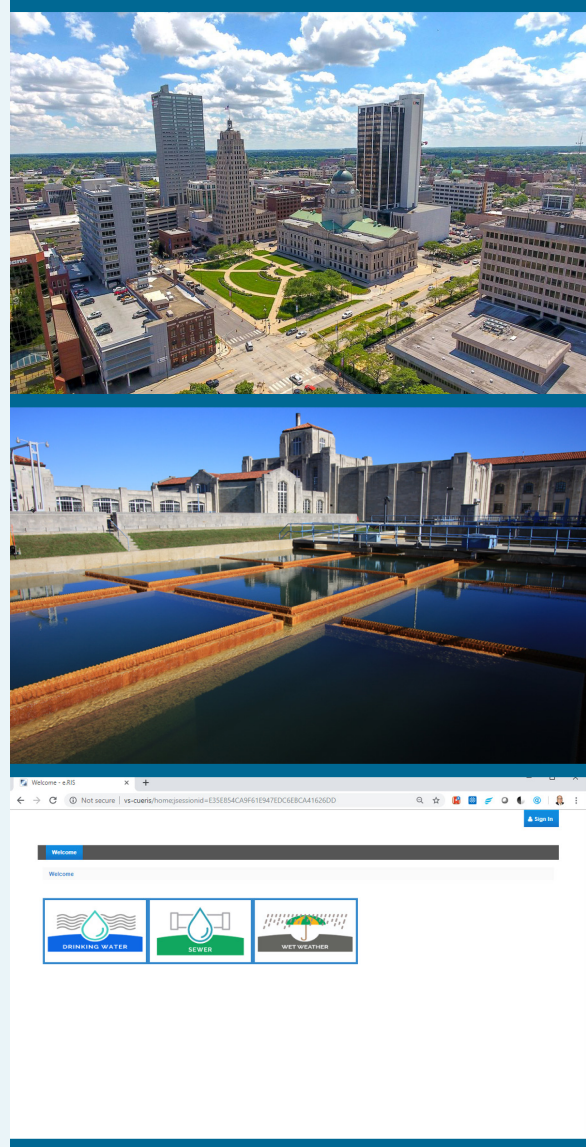 Welcome - e.RIS
Not secure | vs-cueris/home;jsessionid=E35E854CA9F61E947EDC6EBCA41626DD
Sign In
Welcome
Welcome
DRINKING WATER
SEWER
WET WEATHER